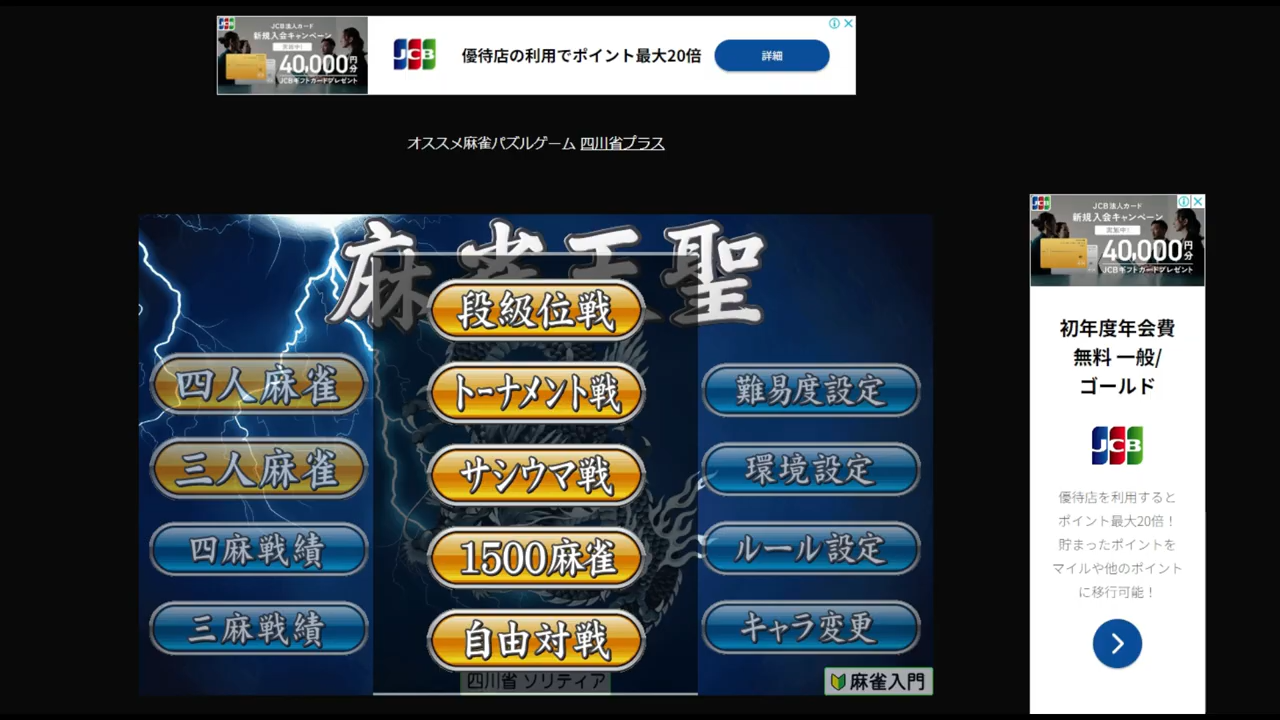 JCB
JCB 法人カード
新規入会キャンペーン
実施中!
40,000円分
JCBギフトカードプレゼント
JCB
優待店の利用でポイント最大20倍
詳細
オススメ麻雀パズルゲーム 四川省プラス
JCB
JCB 法人カード
新規入会キャンペーン
実施中!
40,000円分
JCBギフトカードプレゼント
初年度年会費
無料 一般/
ゴールド
JCB
優待店を利用すると
ポイント最大20倍！
貯まったポイントを
マイルや他のポイント
に移行可能！
麻雀王聖
四人麻雀
三人麻雀
四麻戦績
三麻戦績
段級位戦
トーナメント戦
サシウマ戦
1500麻雀
自由対戦
四川省 ソリティア
難易度設定
環境設定
ルール設定
キャラ変更
麻雀入門